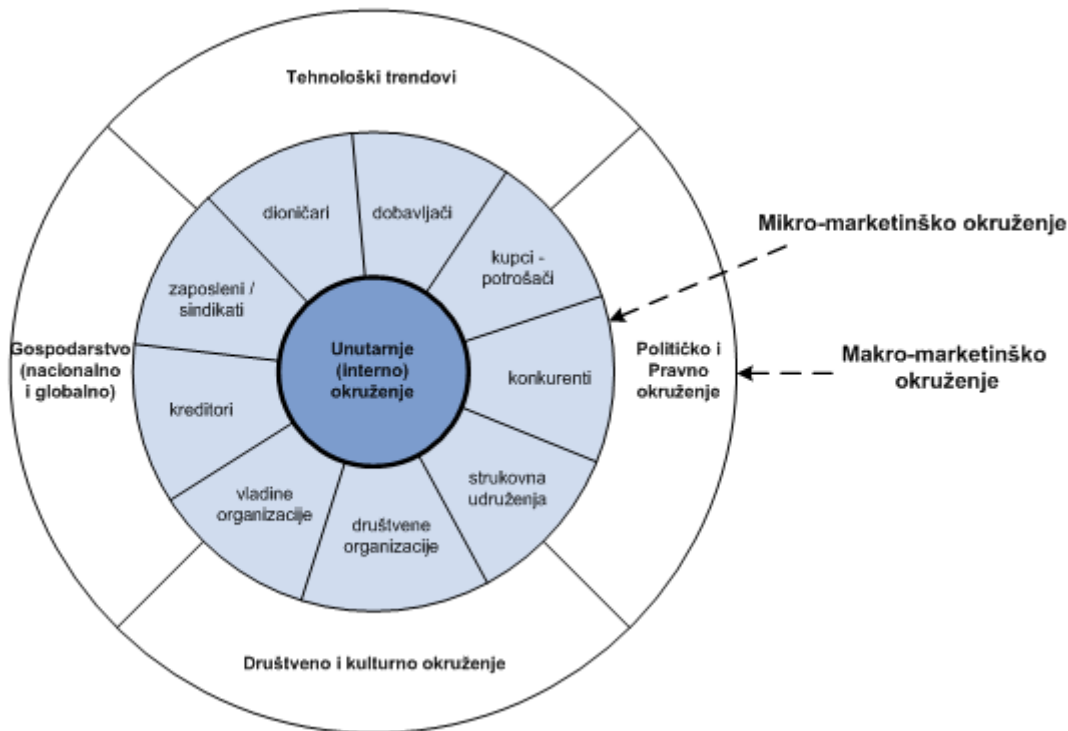 Tehnološki trendovi
dioničari
dobavljači
kupci -
potrošači
Mikro-marketinško okruženje
zaposleni /
sindikati
Gospodarstvo
(nacionalno
i globalno)
Unutarnje
(interno)
okruženje
konkurenti
Političko i
Pravno
okruženje
Makro-marketinško
okruženje
kreditori
strukovna
udruženja
vladine
organizacije
društvene
organizacije
Društveno i kulturno okruženje